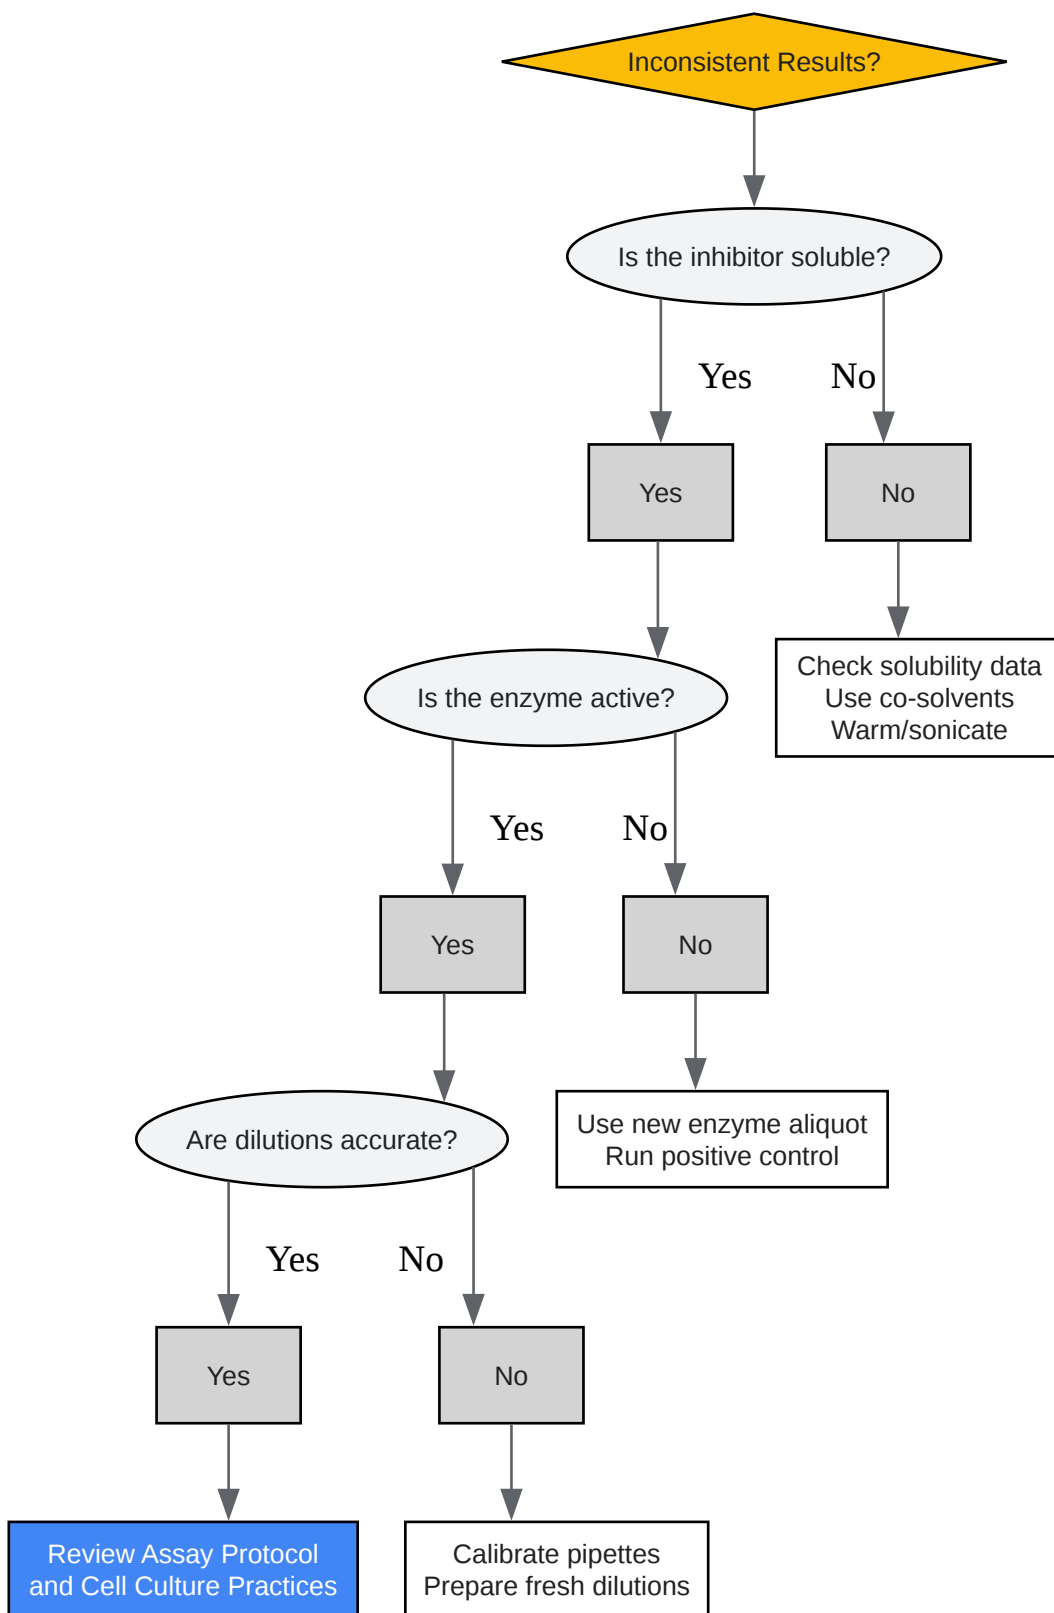 Inconsistent Results?
Is the inhibitor soluble?
Yes
No
Yes
No
Check solubility data
Use co-solvents
Warm/sonicate
Is the enzyme active?
Yes
No
Yes
No
Use new enzyme aliquot
Run positive control
Are dilutions accurate?
Yes
No
Yes
No
Review Assay Protocol
and Cell Culture Practices
Calibrate pipettes
Prepare fresh dilutions